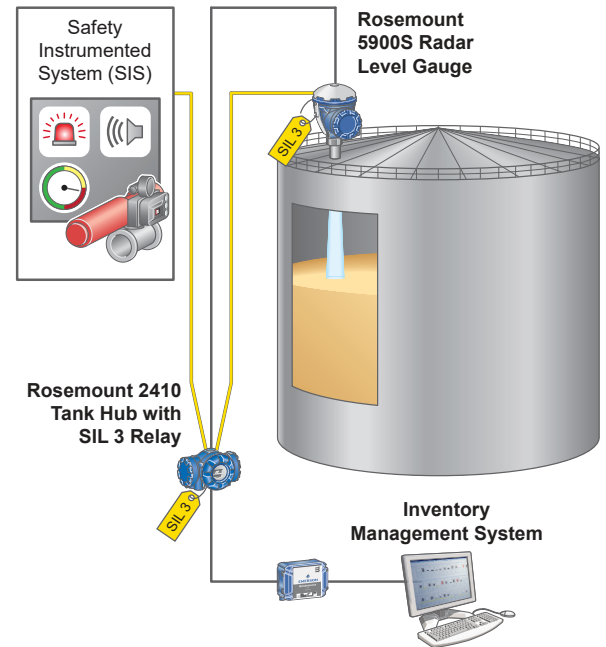 Safety
Instrumented
System (SIS)
Rosemount
5900S Radar
Level Gauge
SIL 3
Rosemount 2410
Tank Hub with
SIL 3 Relay
SIL 3
Inventory
Management System
EMERSON